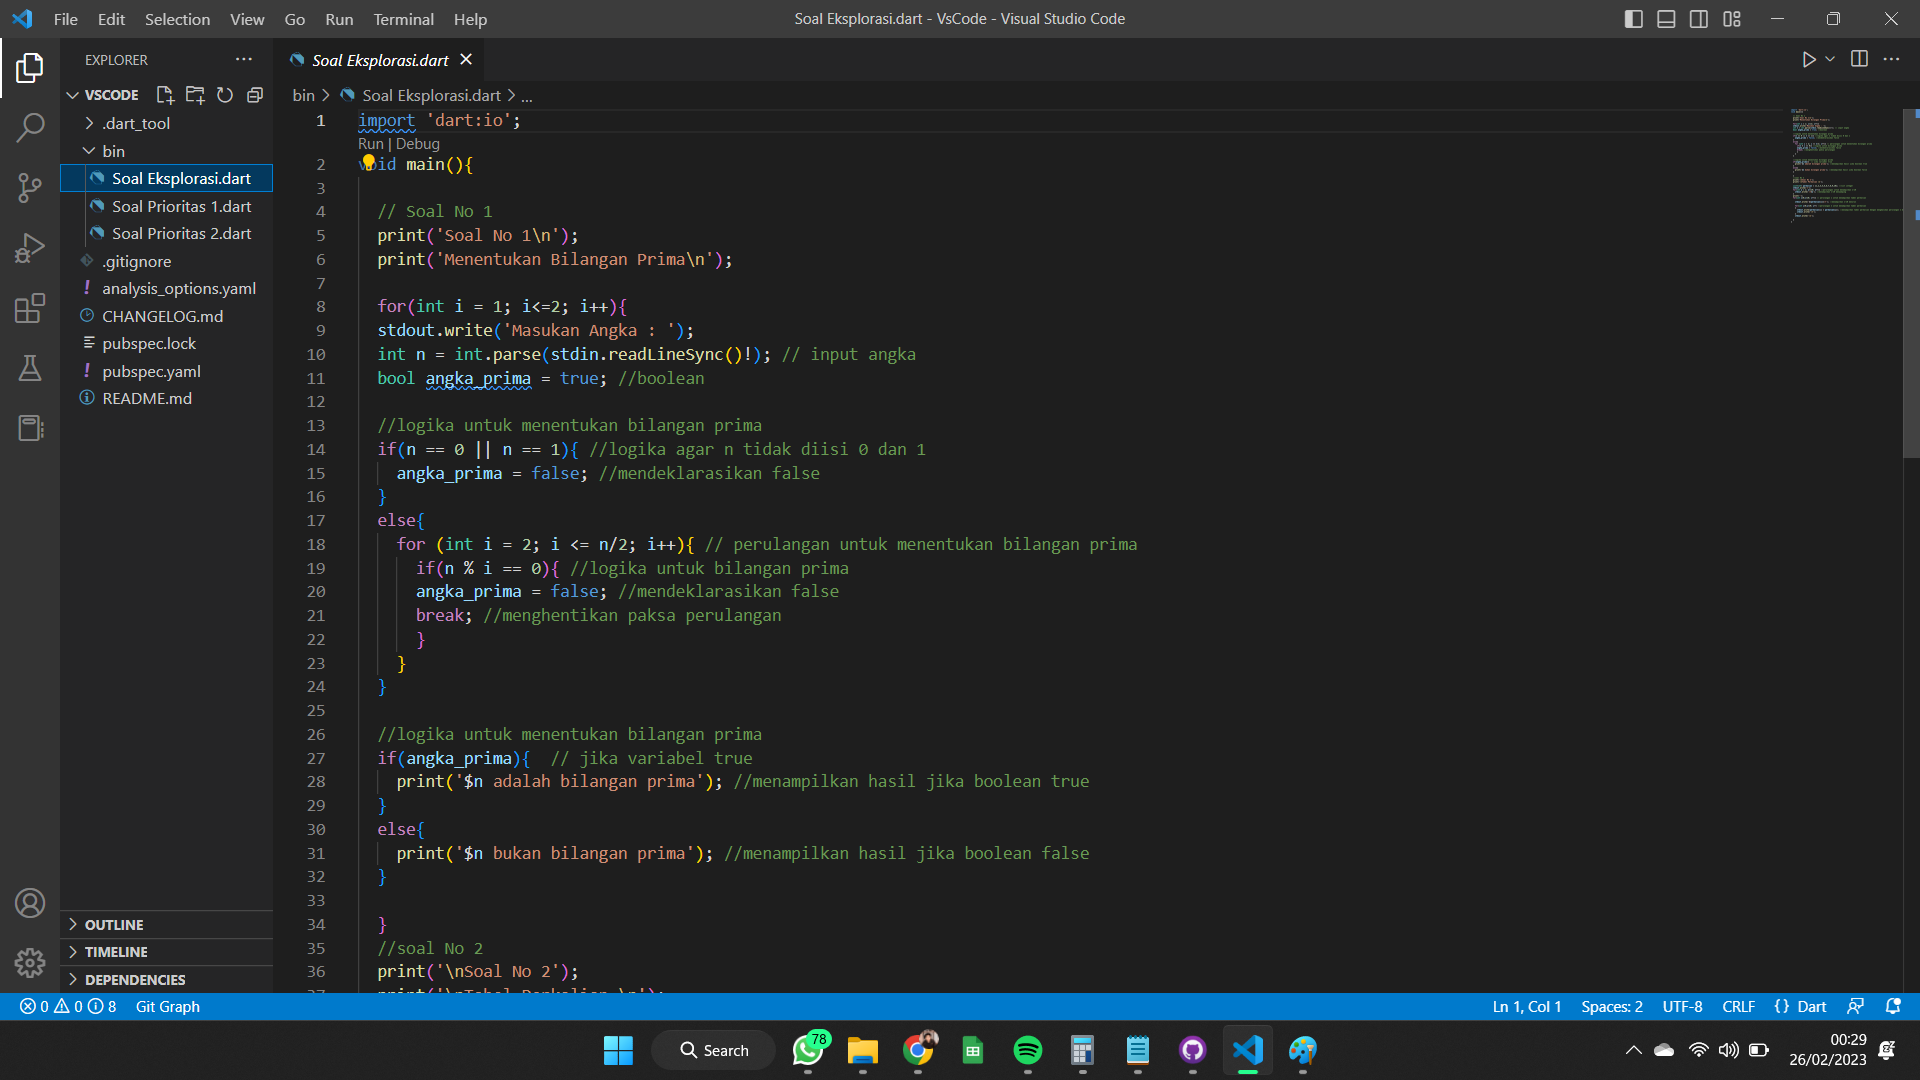 File Edit Selection View Go Run Terminal Help
Soal Eksplorasi.dart - VsCode - Visual Studio Code
EXPLORER
VSCODE
.dart_tool
bin
Soal Eksplorasi.dart
Soal Prioritas 1.dart
Soal Prioritas 2.dart
.gitignore
analysis_options.yaml
CHANGELOG.md
pubspec.lock
pubspec.yaml
README.md
OUTLINE
TIMELINE
DEPENDENCIES
Soal Eksplorasi.dart
bin > Soal Eksplorasi.dart > ...
1 import 'dart:io';
Run | Debug
2 void main(){
3
4 // Soal No 1
5 print('Soal No 1\n');
6 print('Menentukan Bilangan Prima\n');
7
8 for(int i = 1; i<=2; i++){
9 stdout.write('Masukan Angka : ');
10 int n = int.parse(stdin.readLineSync()!); // input angka
11 bool angka_prima = true; //boolean
12
13 //logika untuk menentukan bilangan prima
14 if(n == 0 || n == 1){ //logika agar n tidak diisi 0 dan 1
15 angka_prima = false; //mendeklarasikan false
16 }
17 else{
18 for (int i = 2; i <= n/2; i++){ // perulangan untuk menentukan bilangan prima
19 if(n % i == 0){ //logika untuk bilangan prima
20 angka_prima = false; //mendeklarasikan false
21 break; //menghentikan paksa perulangan
22 }
23 }
24 }
25
26 //logika untuk menentukan bilangan prima
27 if(angka_prima){  // jika variabel true
28 print('$n adalah bilangan prima'); //menampilkan hasil jika boolean true
29 }
30 else{
31 print('$n bukan bilangan prima'); //menampilkan hasil jika boolean false
32 }
33
34 }
35 //soal No 2
36 print('\nSoal No 2');
37 print('\nTabel Perkalian \n');
0 0 8 Git Graph
Ln 1, Col 1 Spaces: 2 UTF-8 CRLF {} Dart
Search
78
00:29
26/02/2023